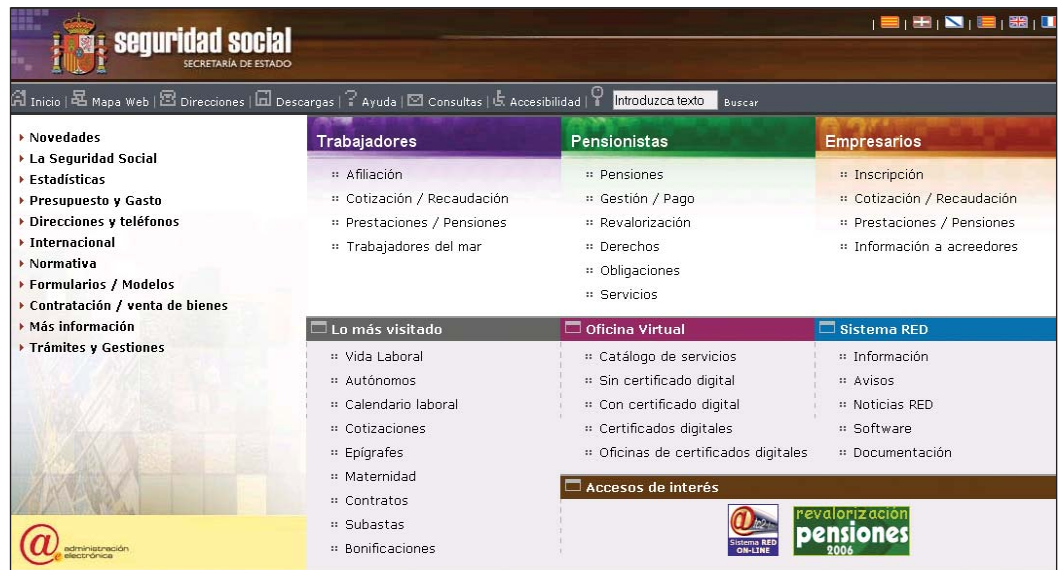 seguridad social
SECRETARÍA DE ESTADO
Inicio | Mapa Web | Direcciones | Descargas | Ayuda | Consultas | Accesibilidad | Introduzca texto Buscar
Novedades
La Seguridad Social
Estadísticas
Presupuesto y Gasto
Direcciones y teléfonos
Internacional
Normativa
Formularios / Modelos
Contratación / venta de bienes
Más información
Trámites y Gestiones
administración
electrónica
Trabajadores
Afiliación
Cotización / Recaudación
Prestaciones / Pensiones
Trabajadores del mar
Pensionistas
Pensiones
Gestión / Pago
Revalorización
Derechos
Obligaciones
Servicios
Empresarios
Inscripción
Cotización / Recaudación
Prestaciones / Pensiones
Información a acreedores
Lo más visitado
Vida Laboral
Autónomos
Calendario laboral
Cotizaciones
Epígrafes
Maternidad
Contratos
Subastas
Bonificaciones
Oficina Virtual
Catálogo de servicios
Sin certificado digital
Con certificado digital
Certificados digitales
Oficinas de certificados digitales
Sistema RED
Información
Avisos
Noticias RED
Software
Documentación
Accesos de interés
Sistema RED
ON-LINE
revalorización
pensiones
2006